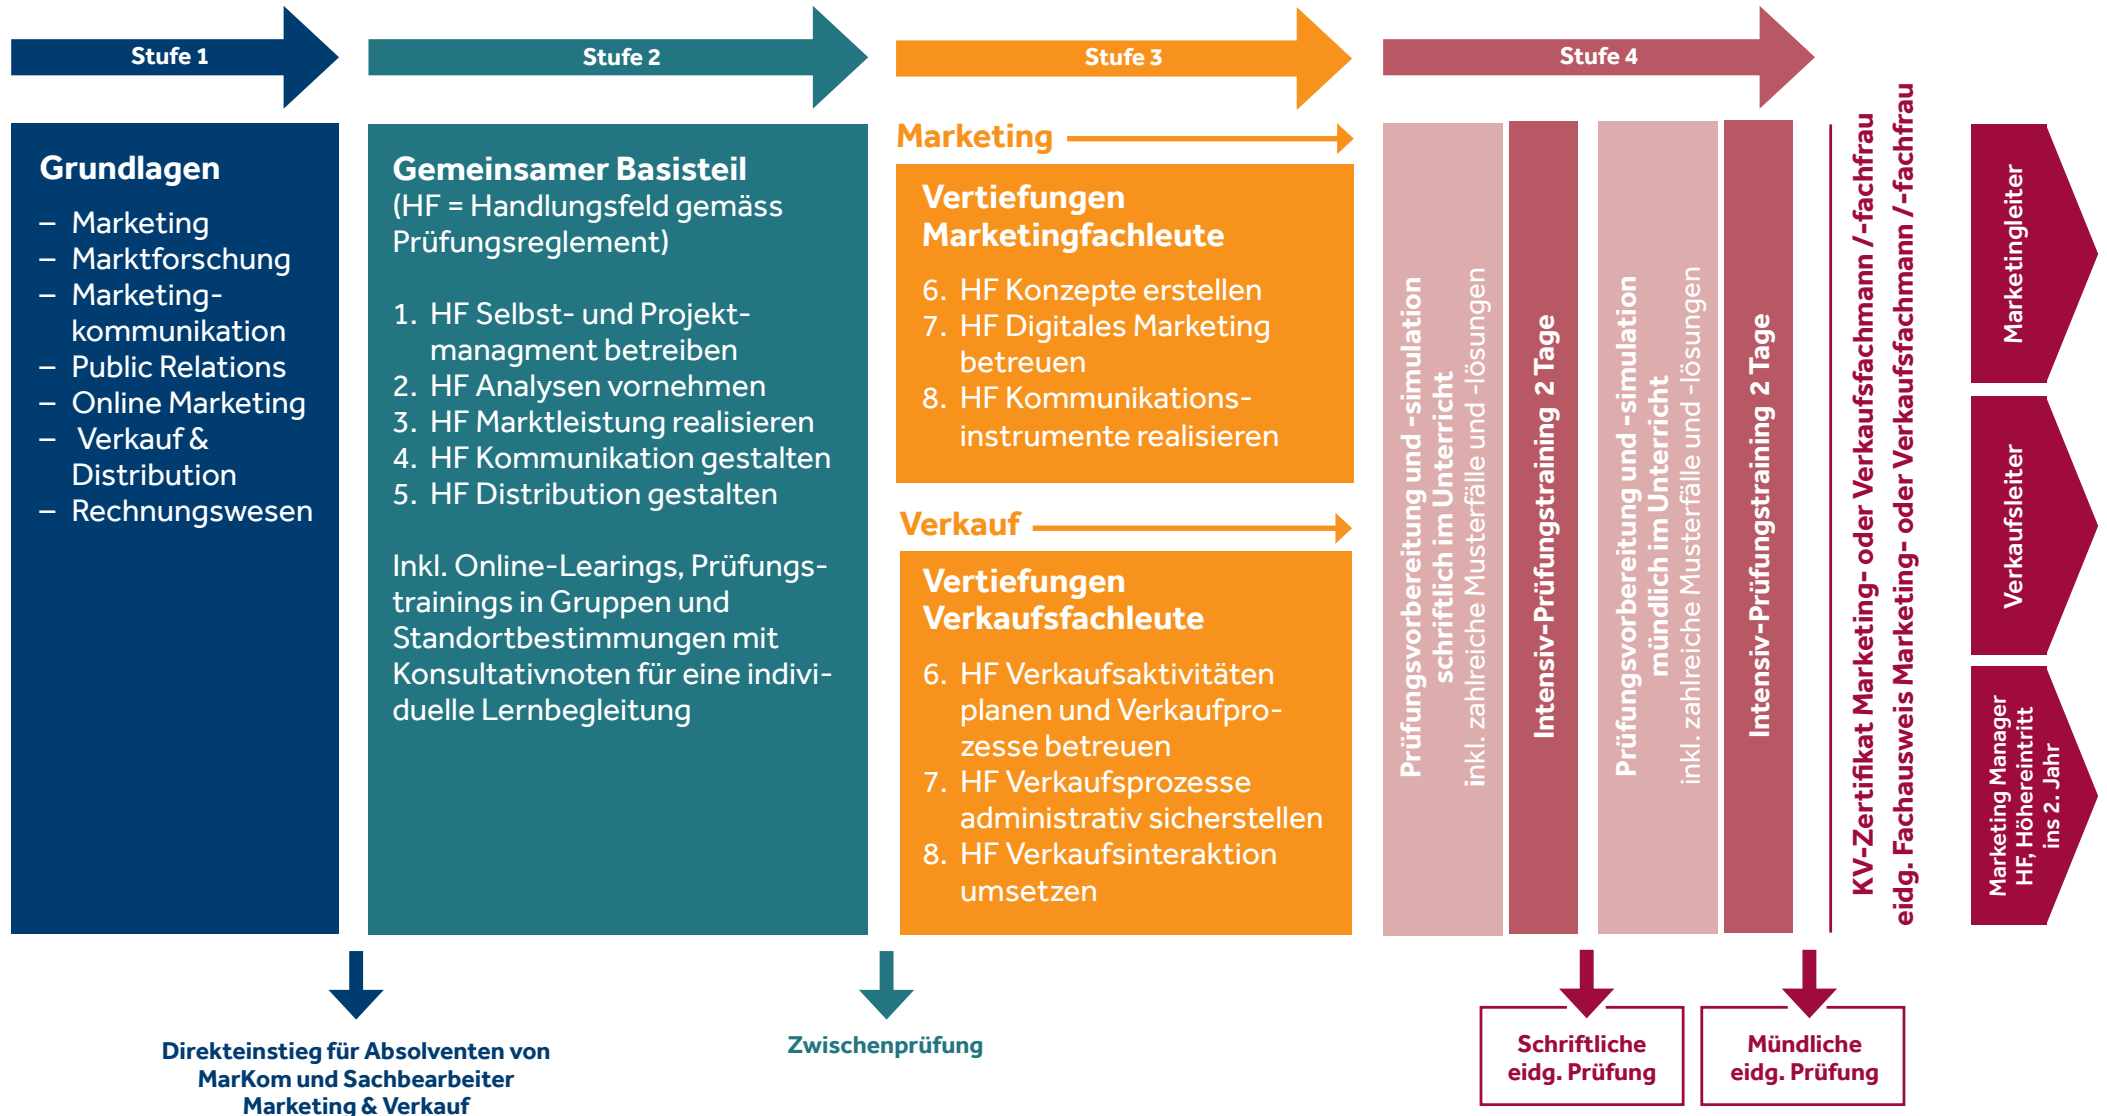 Stufe 1
Stufe 2
Stufe 3
Stufe 4
Grundlagen
– Marketing
– Marktforschung
– Marketing-
kommunikation
– Public Relations
– Online Marketing
– Verkauf &
Distribution
– Rechnungswesen
Direkteinstieg für Absolventen von
MarKom und Sachbearbeiter
Marketing & Verkauf
Gemeinsamer Basisteil
(HF = Handlungsfeld gemäss
Prüfungsreglement)
1. HF Selbst- und Projekt-
managment betreiben
2. HF Analysen vornehmen
3. HF Marktleistung realisieren
4. HF Kommunikation gestalten
5. HF Distribution gestalten
Inkl. Online-Learings, Prüfungs-
trainings in Gruppen und
Standortbestimmungen mit
Konsultativnoten für eine indivi-
duelle Lernbegleitung
Zwischenprüfung
Marketing
Vertiefungen
Marketingfachleute
6. HF Konzepte erstellen
7. HF Digitales Marketing
betreuen
8. HF Kommunikations-
instrumente realisieren
Verkauf
Vertiefungen
Verkaufsfachleute
6. HF Verkaufsaktivitäten
planen und Verkaufpro-
zesse betreuen
7. HF Verkaufsprozesse
administrativ sicherstellen
8. HF Verkaufsinteraktion
umsetzen
Prüfungsvorbereitung und -simulation
schriftlich im Unterricht
inkl. zahlreiche Musterfälle und -lösungen
Intensiv-Prüfungstraining 2 Tage
Prüfungsvorbereitung und -simulation
mündlich im Unterricht
inkl. zahlreiche Musterfälle und -lösungen
Intensiv-Prüfungstraining 2 Tage
Schriftliche
eidg. Prüfung
Mündliche
eidg. Prüfung
KV-Zertifikat Marketing- oder Verkaufsfachmann /-fachfrau
eidg. Fachausweis Marketing- oder Verkaufsfachmann /-fachfrau
Marketingleiter
Verkaufsleiter
Marketing Manager
HF, Höhereintritt
ins 2. Jahr